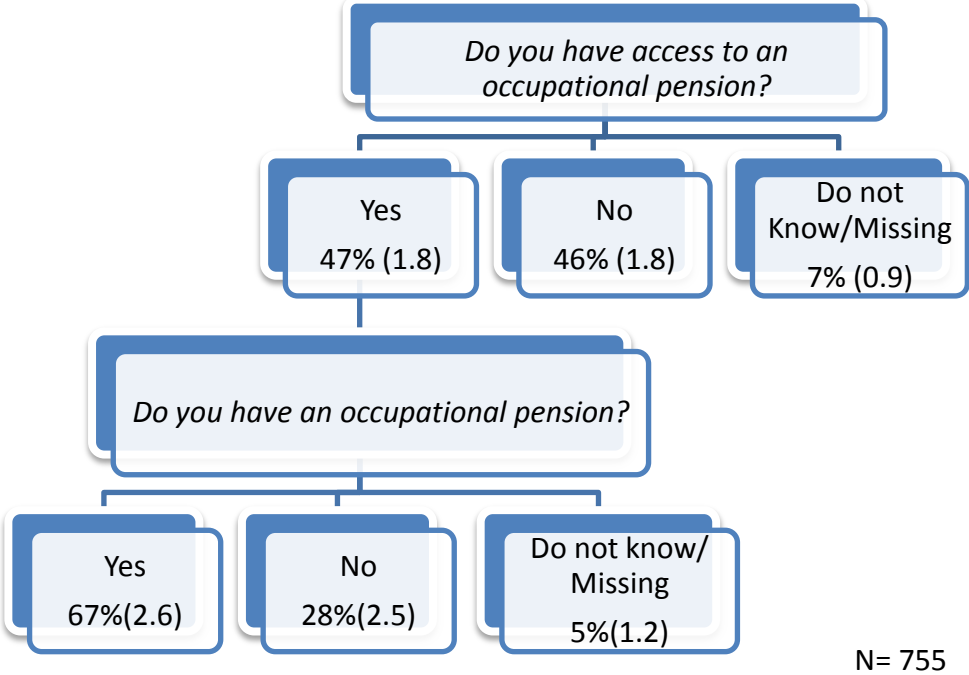 Do you have access to an
occupational pension?
Yes
47% (1.8)
No
46% (1.8)
Do not
Know/Missing
7% (0.9)
Do you have an occupational pension?
Yes
67%(2.6)
No
28%(2.5)
Do not know/
Missing
5%(1.2)
N= 755